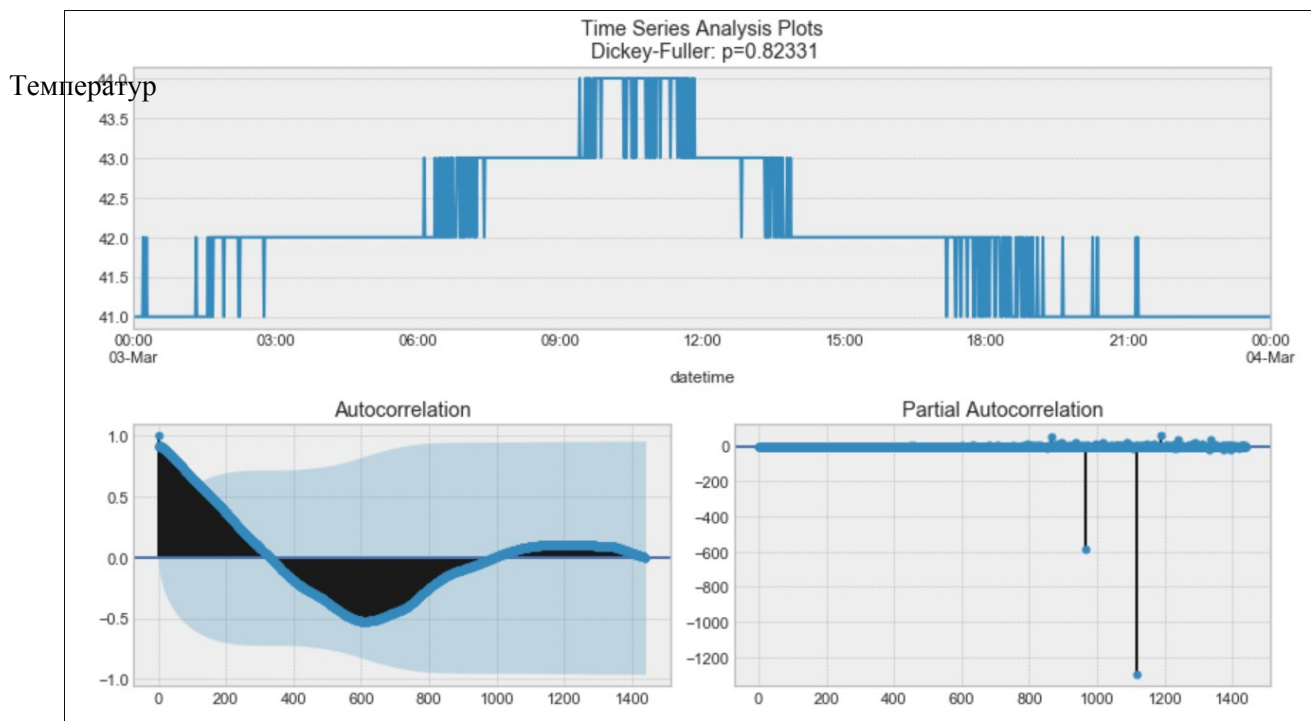 Time Series Analysis Plots
Dickey-Fuller: p=0.82331
Температур
44.0
43.5
43.0
42.5
42.0
41.5
41.0
00:00 03:00 06:00 09:00 12:00 15:00 18:00 21:00 00:00
03-Mar 04-Mar
datetime
Autocorrelation
1.0
0.5
0.0
−0.5
−1.0
0 200 400 600 800 1000 1200 1400
Partial Autocorrelation
0
−200
−400
−600
−800
−1000
−1200
0 200 400 600 800 1000 1200 1400